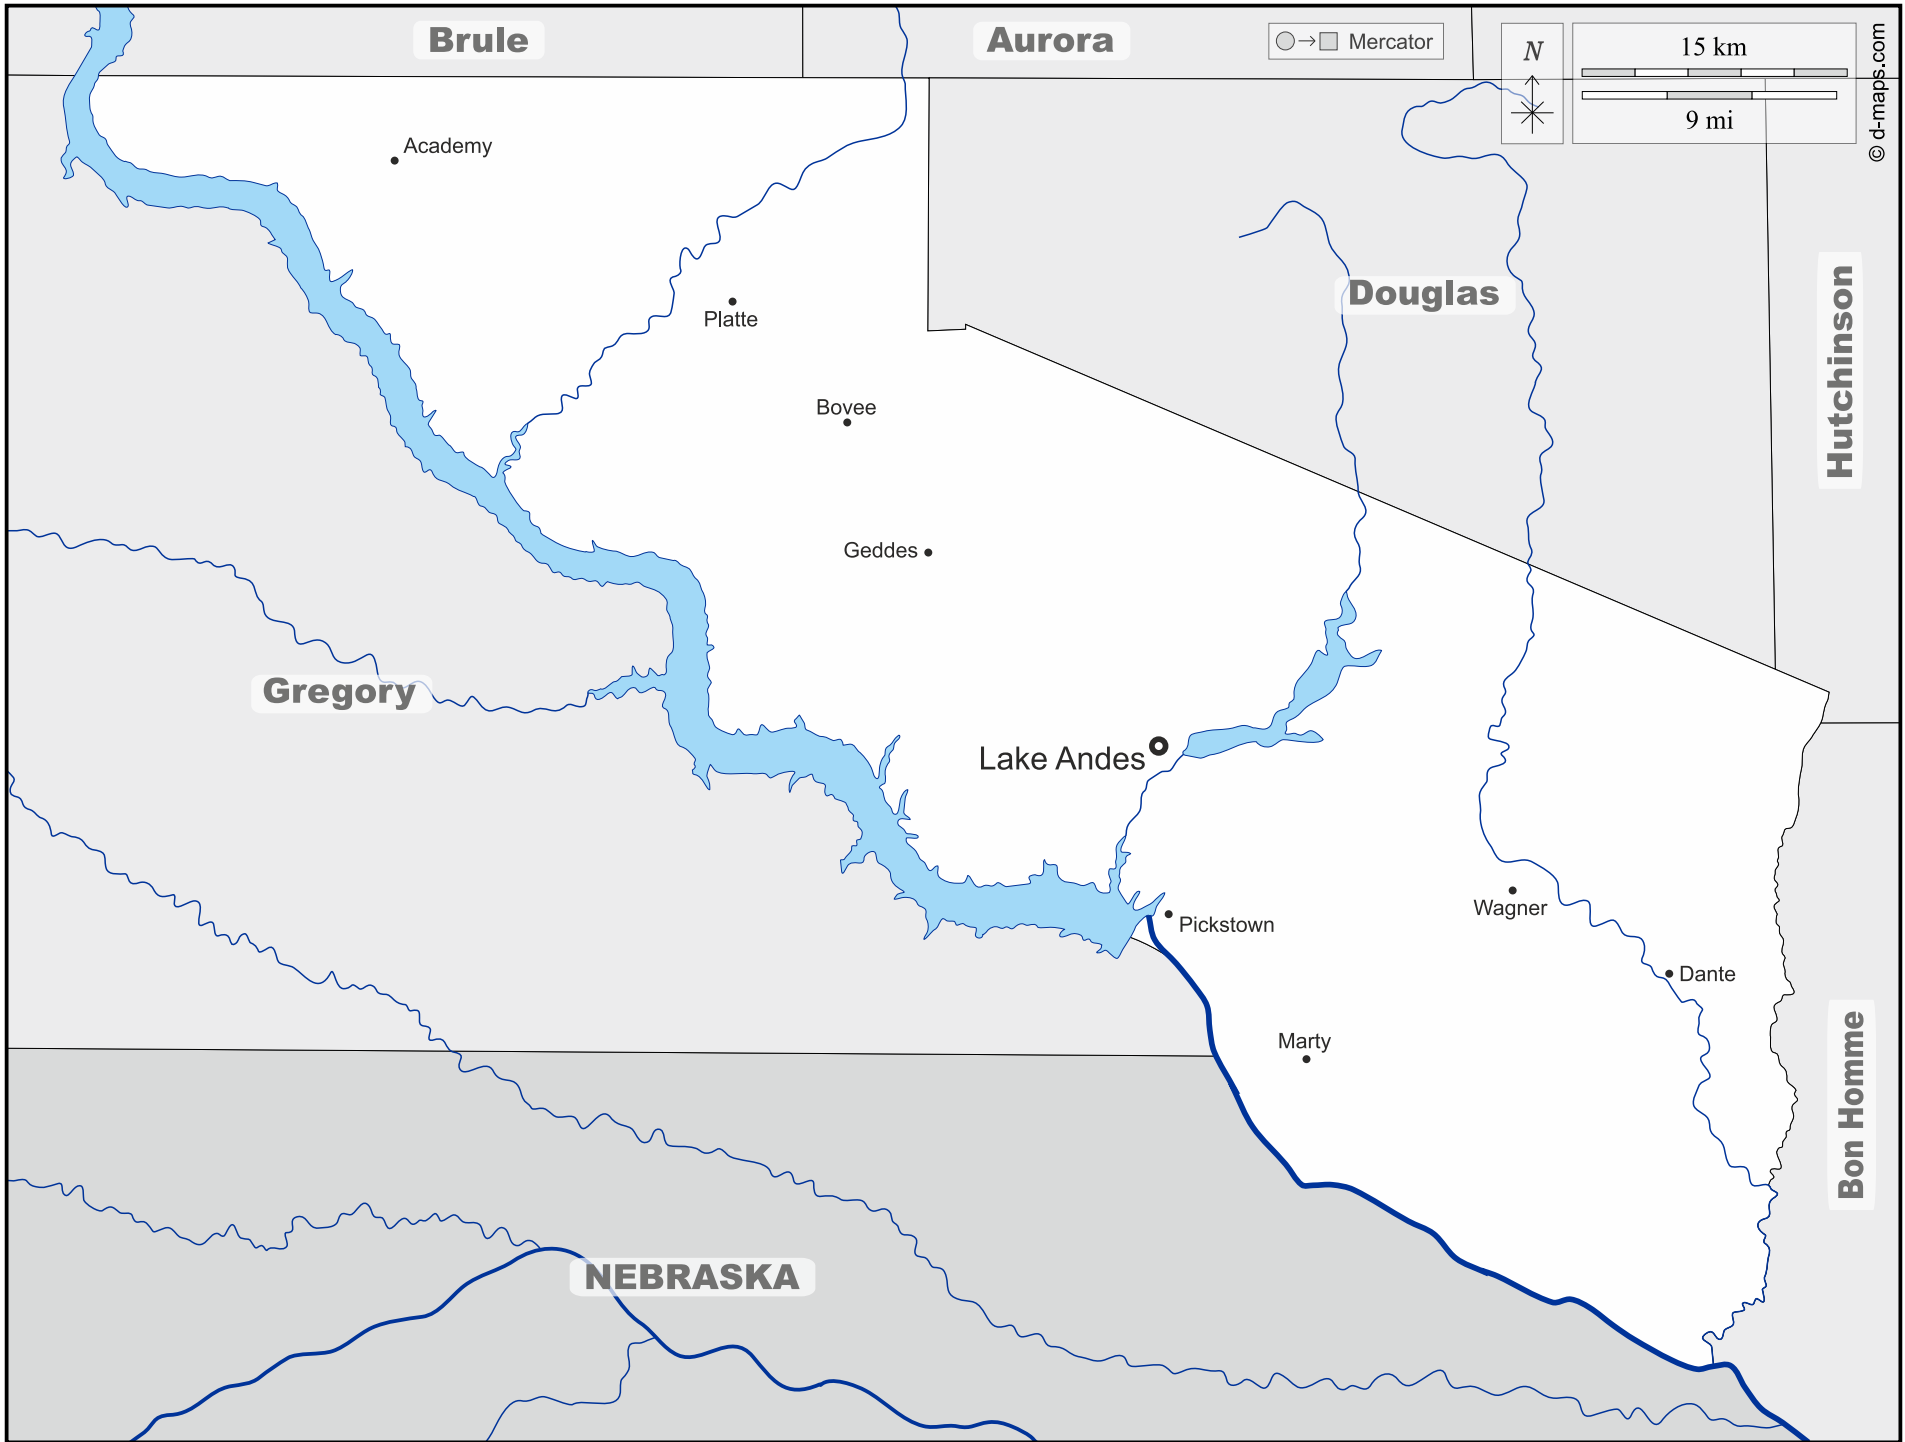 Brule
Aurora
Mercator
N
15 km
9 mi
© d-maps.com
Academy
Douglas
Hutchinson
Platte
Bovee
Geddes
Gregory
Lake Andes
Wagner
Pickstown
Dante
Marty
Bon Homme
NEBRASKA